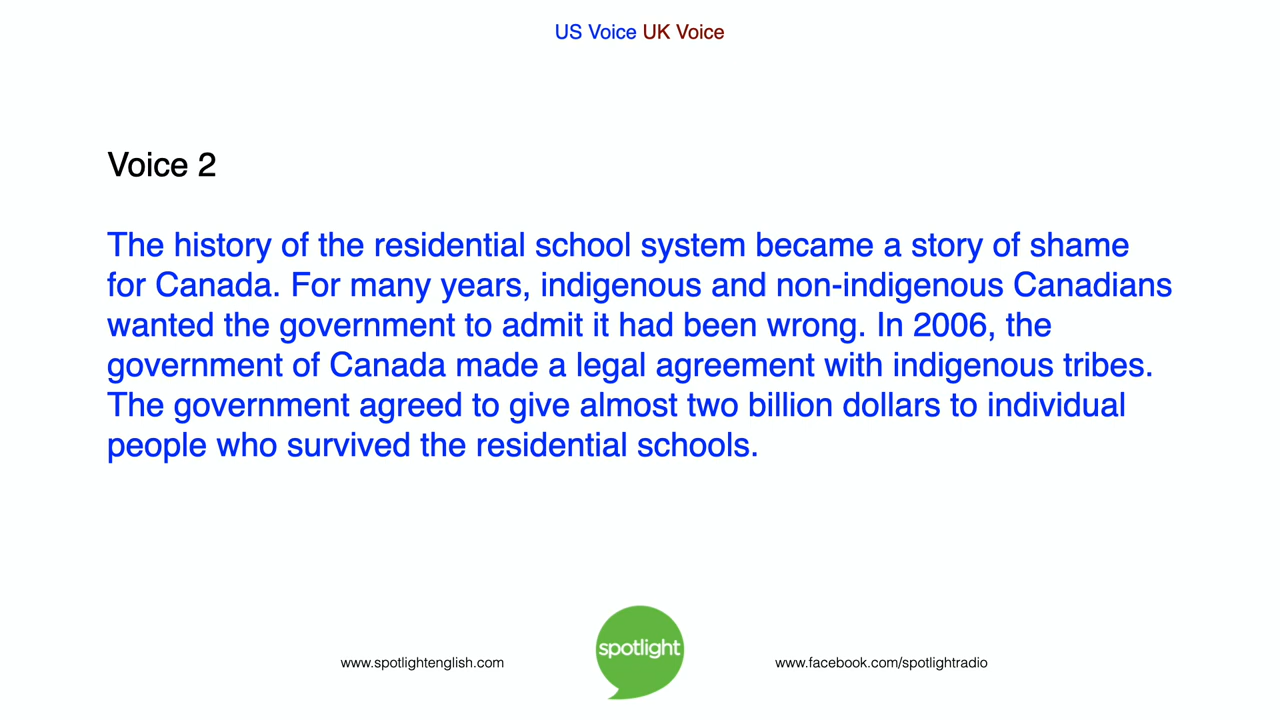 US Voice UK Voice
Voice 2
The history of the residential school system became a story of shame
for Canada. For many years, indigenous and non-indigenous Canadians
wanted the government to admit it had been wrong. In 2006, the
government of Canada made a legal agreement with indigenous tribes.
The government agreed to give almost two billion dollars to individual
people who survived the residential schools.
www.spotlightenglish.com
spotlight
www.facebook.com/spotlightradio